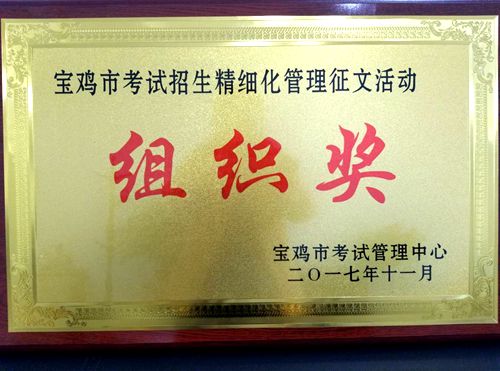 宝鸡市考试招生精细化管理征文活动
组织奖
宝鸡市考试管理中心
二〇一七年十一月